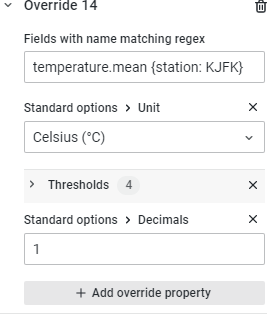 Override 14
Fields with name matching regex
temperature.mean {station: KJFK}
Standard options > Unit
Celsius (°C)
Thresholds 4
Standard options > Decimals
1
+ Add override property